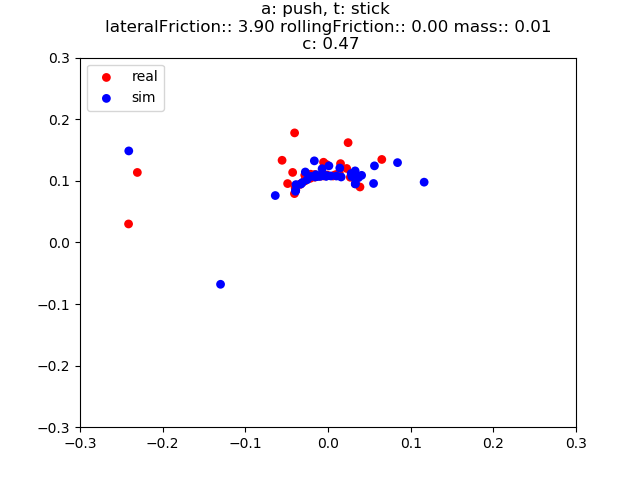 a: push, t: stick
lateralFriction:: 3.90 rollingFriction:: 0.00 mass:: 0.01
c: 0.47
real
sim
0.3
0.2
0.1
0.0
−0.1
−0.2
−0.3
−0.3 −0.2 −0.1 0.0 0.1 0.2 0.3